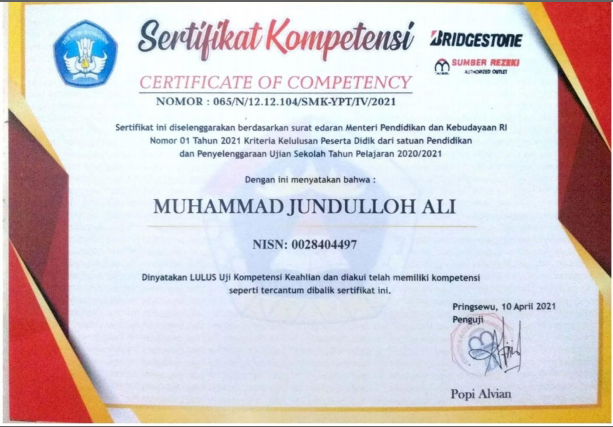 Sertifikat Kompetensi
BRIDGESTONE
SUMBER REZEKI
AUTHORIZED OUTLET
CERTIFICATE OF COMPETENCY
NOMOR : 065/N/12.12.104/SMK-YPT/IV/2021
Sertifikat ini diselenggarakan berdasarkan surat edaran Menteri Pendidikan dan Kebudayaan RI
Nomor 01 Tahun 2021 Kriteria Kelulusan Peserta Didik dari satuan Pendidikan
dan Penyelenggaraan Ujian Sekolah Tahun Pelajaran 2020/2021
Dengan ini menyatakan bahwa :
MUHAMMAD JUNDULLOH ALI
NISN: 0028404497
Dinyatakan LULUS Uji Kompetensi Keahlian dan diakui telah memiliki kompetensi
seperti tercantum dibalik sertifikat ini.
Pringsewu, 10 April 2021
Penguji
Popi Alvian